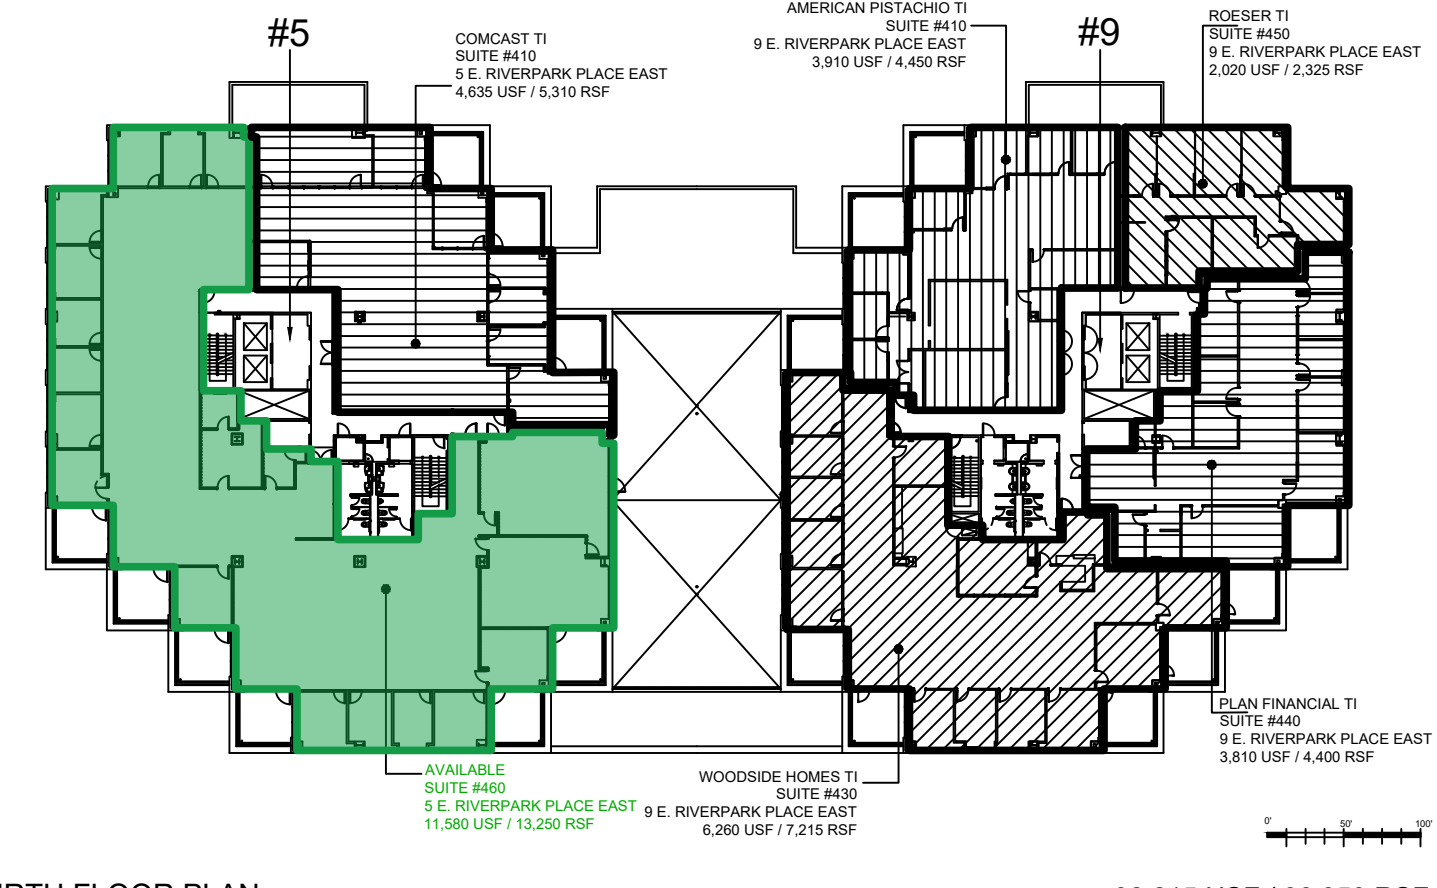 #5
COMCAST TI
SUITE #410
5 E. RIVERPARK PLACE EAST
4,635 USF / 5,310 RSF
AMERICAN PISTACHIO TI
SUITE #410
9 E. RIVERPARK PLACE EAST
3,910 USF / 4,450 RSF
#9
ROESER TI
SUITE #450
9 E. RIVERPARK PLACE EAST
2,020 USF / 2,325 RSF
AVAILABLE
SUITE #460
5 E. RIVERPARK PLACE EAST
11,580 USF / 13,250 RSF
WOODSIDE HOMES TI
SUITE #430
9 E. RIVERPARK PLACE EAST
6,260 USF / 7,215 RSF
PLAN FINANCIAL TI
SUITE #440
9 E. RIVERPARK PLACE EAST
3,810 USF / 4,400 RSF
0' 50' 100'
FLOOR PLAN